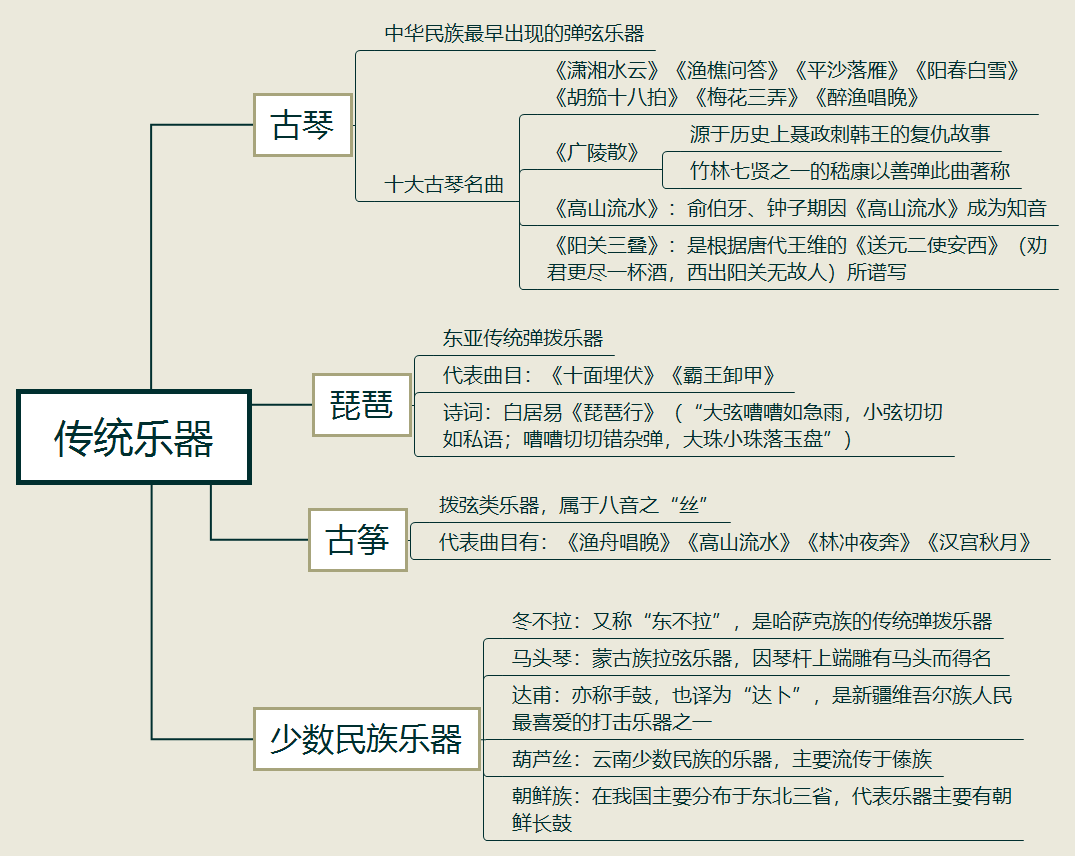 传统乐器
古琴
中华民族最早出现的弹弦乐器
十大古琴名曲
《潇湘水云》《渔樵问答》《平沙落雁》《阳春白雪》
《胡笳十八拍》《梅花三弄》《醉渔唱晚》
《广陵散》
源于历史上聂政刺韩王的复仇故事
竹林七贤之一的嵇康以善弹此曲著称
《高山流水》：俞伯牙、钟子期因《高山流水》成为知音
《阳关三叠》：是根据唐代王维的《送元二使安西》（劝
君更尽一杯酒，西出阳关无故人）所谱写
琵琶
东亚传统弹拨乐器
代表曲目：《十面埋伏》《霸王卸甲》
诗词：白居易《琵琶行》（“大弦嘈嘈如急雨，小弦切切
如私语；嘈嘈切切错杂弹，大珠小珠落玉盘”）
古筝
拨弦类乐器，属于八音之“丝”
代表曲目有：《渔舟唱晚》《高山流水》《林冲夜奔》《汉宫秋月》
少数民族乐器
冬不拉：又称“东不拉”，是哈萨克族的传统弹拨乐器
马头琴：蒙古族拉弦乐器，因琴杆上端雕有马头而得名
达甫：亦称手鼓，也译为“达卜”，是新疆维吾尔族人民
最喜爱的打击乐器之一
葫芦丝：云南少数民族的乐器，主要流传于傣族
朝鲜族：在我国主要分布于东北三省，代表乐器主要有朝
鲜长鼓